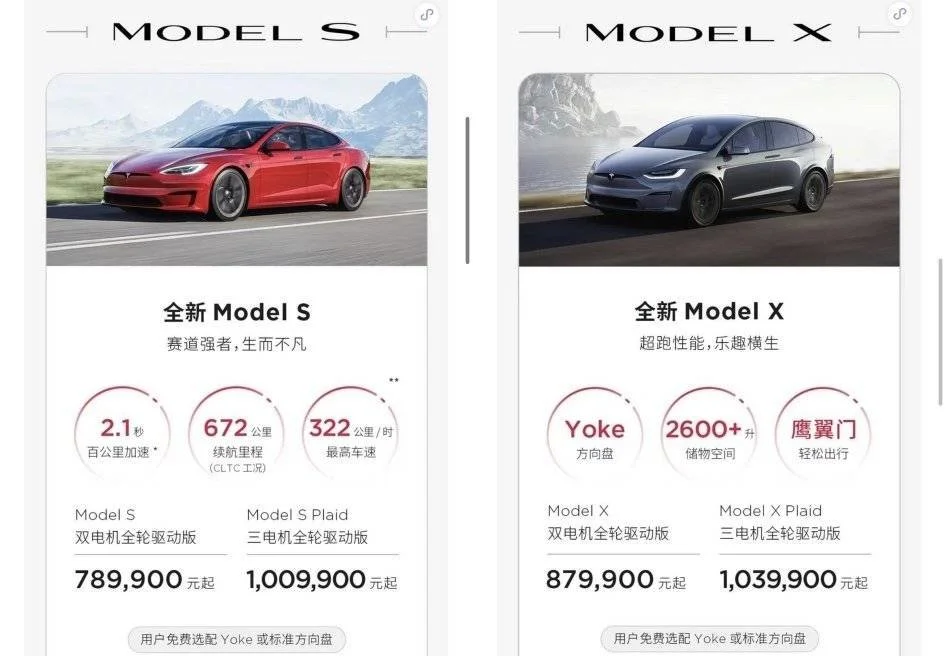 MODEL S
全新 Model S
赛道强者,生而不凡
**
2.1秒
百公里加速*
672公里
续航里程
(CLTC工况)
322公里/时
最高车速
Model S
双电机全轮驱动版
789,900元起
Model S Plaid
三电机全轮驱动版
1,009,900元起
用户免费选配 Yoke 或标准方向盘
MODEL X
全新 Model X
超跑性能,乐趣横生
Yoke
方向盘
2600+升
储物空间
鹰翼门
轻松出行
Model X
双电机全轮驱动版
879,900元起
Model X Plaid
三电机全轮驱动版
1,039,900元起
用户免费选配 Yoke 或标准方向盘